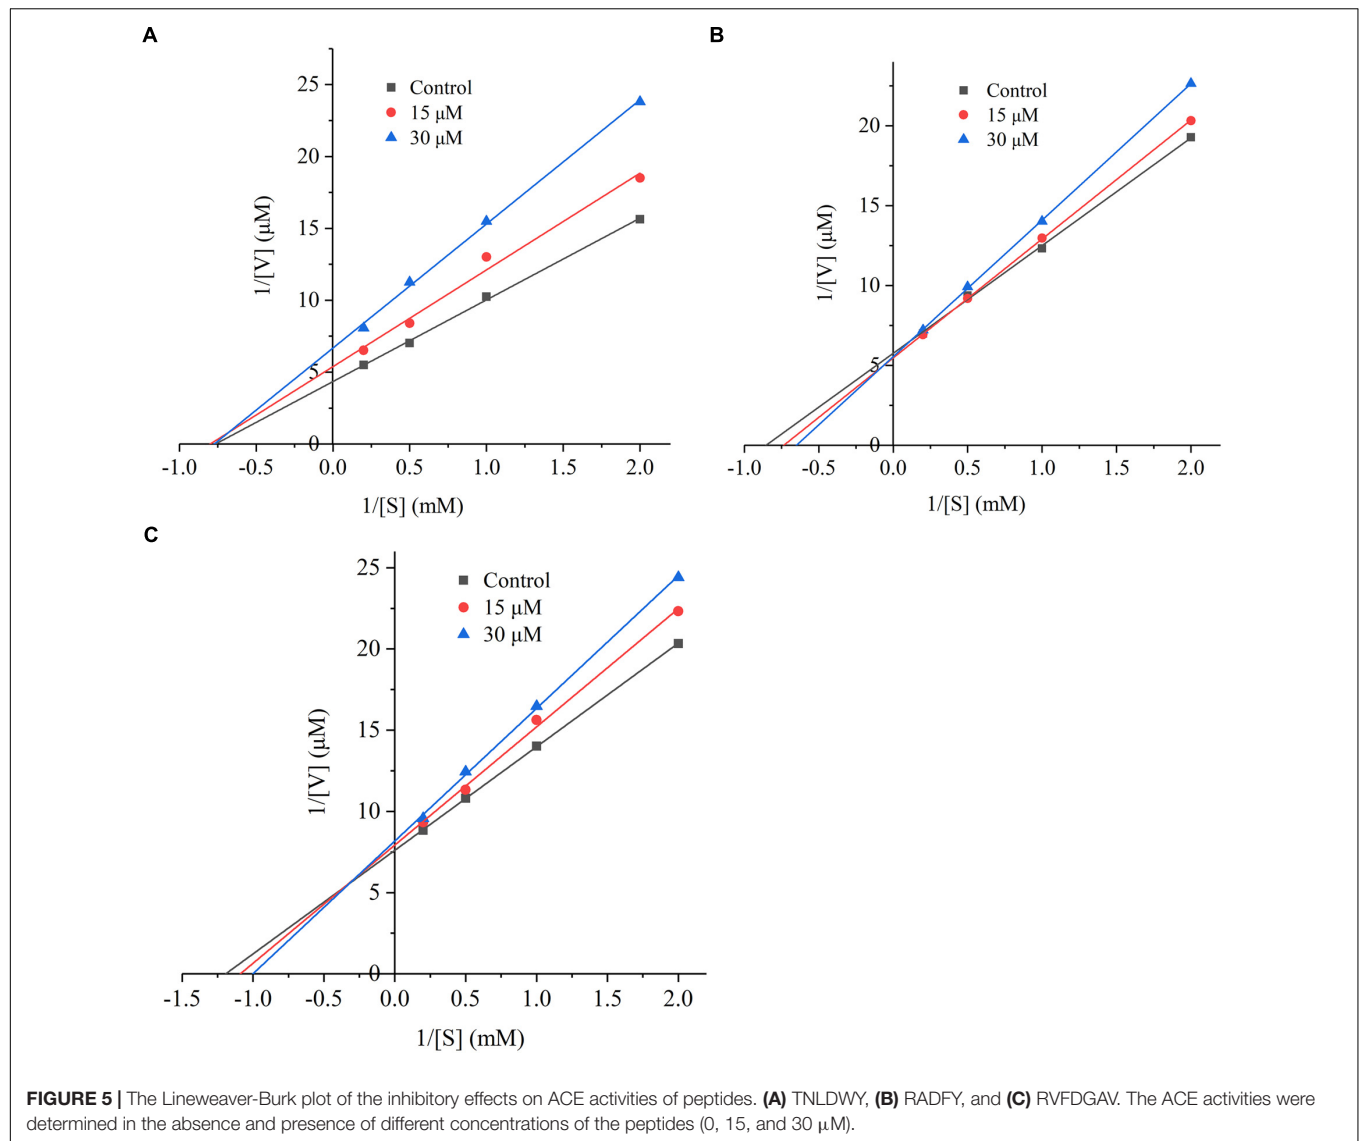 A
25
20
15
10
5
0
1/[V] (μM)
Control
15 μM
30 μM
-1.0 -0.5 0.0 0.5 1.0 1.5 2.0
1/[S] (mM)
B
20
15
10
5
0
1/[V] (μM)
Control
15 μM
30 μM
-1.0 -0.5 0.0 0.5 1.0 1.5 2.0
1/[S] (mM)
C
25
20
15
10
5
0
1/[V] (μM)
Control
15 μM
30 μM
-1.5 -1.0 -0.5 0.0 0.5 1.0 1.5 2.0
1/[S] (mM)
FIGURE 5 | The Lineweaver-Burk plot of the inhibitory effects on ACE activities of peptides. (A) TNLDWY, (B) RADFY, and (C) RVFDGAV. The ACE activities were
determined in the absence and presence of different concentrations of the peptides (0, 15, and 30 μM).